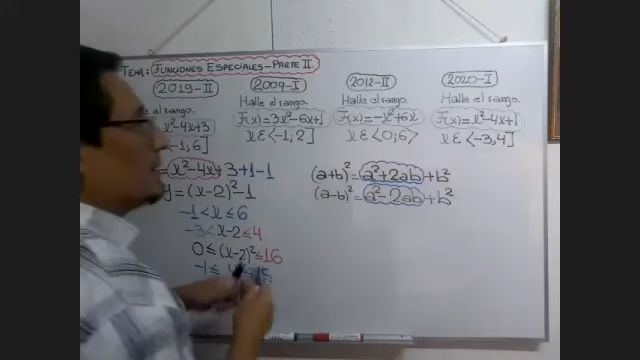 TEMA: FUNCIONES ESPECIALES-PARTE II.
2019-II
el rango.
x²-4x+3
-1, 6]
= x²-4x+3+1-1
y=(x-2)²-1
-1<x≤6
-3<x-2≤4
0≤(x-2)²≤16
-1≤ ≤15
2009-I
Halle el rango.
F(x)=3x²-6x+1
x∈<-1, 2]
2012-II
Halle el rango.
F(x)=-x²+6x
x∈<0;6>
2020-I
Halle el rango.
F(x)=x²-4x+1
x∈<-3,4]
(a+b)²=a²+2ab+b²
(a-b)²=a²-2ab+b²